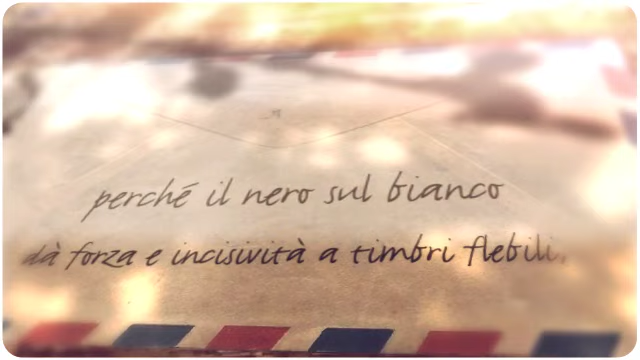 perché il nero sul bianco
dà forza e incisività a timbri flebili,